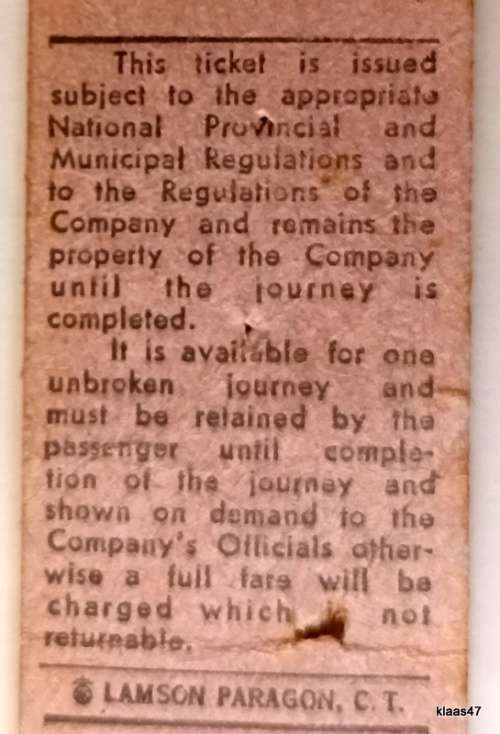 This ticket is issued
subject to the appropriate
National Provincial and
Municipal Regulations and
to the Regulations of the
Company and remains the
property of the Company
until the journey is
completed.
It is available for one
unbroken journey and
must be retained by the
passenger until comple-
tion of the journey and
shown on demand to the
Company's Officials other-
wise a full fare will be
charged which is not
returnable.
LAMSON PARAGON, C. T.
klaas47